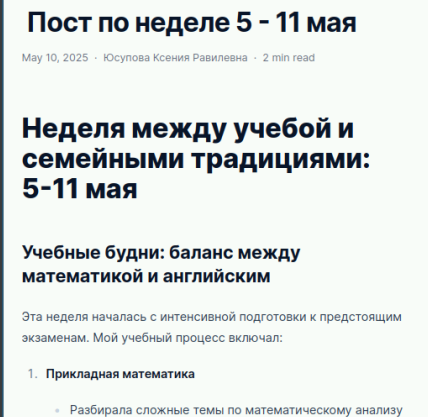 Пост по неделе 5 - 11 мая
May 10, 2025 · Юсупова Ксения Равилевна · 2 min read
Неделя между учебой и
семейными традициями:
5-11 мая
Учебные будни: баланс между
математикой и английским
Эта неделя началась с интенсивной подготовки к предстоящим
экзаменам. Мой учебный процесс включал:
1. Прикладная математика
Разбирала сложные темы по математическому анализу